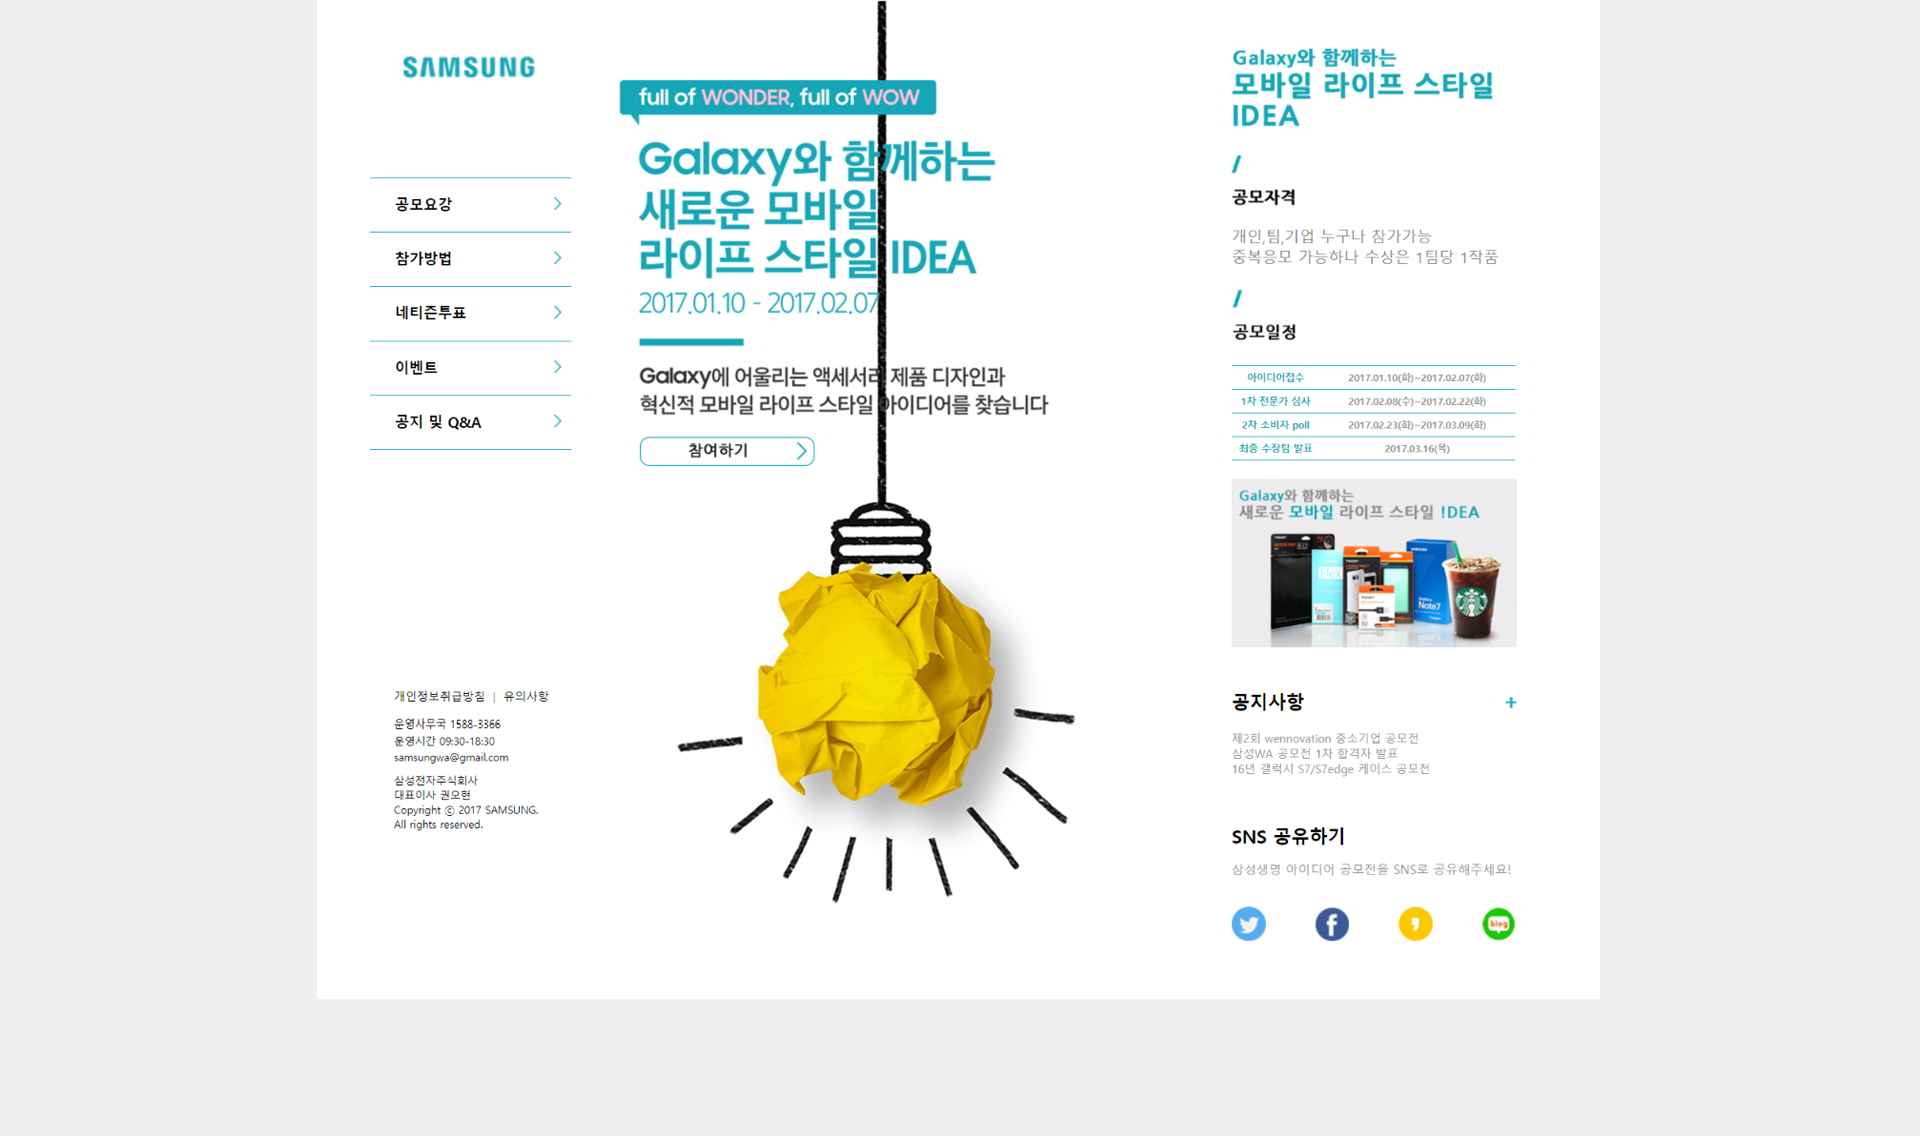 SAMSUNG
공모요강
참가방법
네티즌투표
이벤트
공지 및 Q&A
개인정보취급방침 | 유의사항
운영사무국 1588-3366
운영시간 09:30-18:30
samsungwa@gmail.com
삼성전자주식회사
대표이사 권오현
Copyright ⓒ 2017 SAMSUNG.
All rights reserved.
full of WONDER, full of WOW
Galaxy와 함께하는
새로운 모바일
라이프 스타일 IDEA
2017.01.10 - 2017.02.07
Galaxy에 어울리는 액세서리 제품 디자인과
혁신적 모바일 라이프 스타일 아이디어를 찾습니다
참여하기
Galaxy와 함께하는
모바일 라이프 스타일
IDEA
/
공모자격
개인,팀,기업 누구나 참가가능
중복응모 가능하나 수상은 1팀당 1작품
/
공모일정
아이디어접수 2017.01.10(화)~2017.02.07(화)
1차 전문가 심사 2017.02.08(수)~2017.02.22(화)
2차 소비자 poll 2017.02.23(화)~2017.03.09(화)
최종 수장팀 발표 2017.03.16(목)
Galaxy와 함께하는
새로운 모바일 라이프 스타일 !DEA
SAMSUNG
Flex
Galaxy
Note7
공지사항 +
제2회 wennovation 중소기업 공모전
삼성WA 공모전 1차 합격자 발표
16년 갤럭시 S7/S7edge 케이스 공모전
SNS 공유하기
삼성생명 아이디어 공모전을 SNS로 공유해주세요!
blog